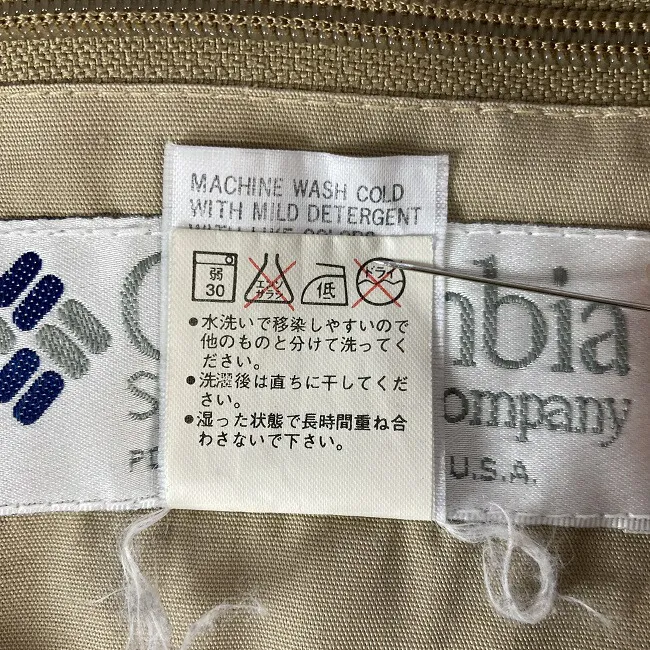 MACHINE WASH COLD
WITH MILD DETERGENT
WITH LIKE COLORS
弱
30
エンソ
サラシ
低
ドライ
●水洗いで移染しやすいので
他のものと分けて洗ってく
ださい。
●洗濯後は直ちに干してくだ
さい。
●湿った状態で長時間重ね合
わさないで下さい。
C mbia
S ompany
U.S.A.